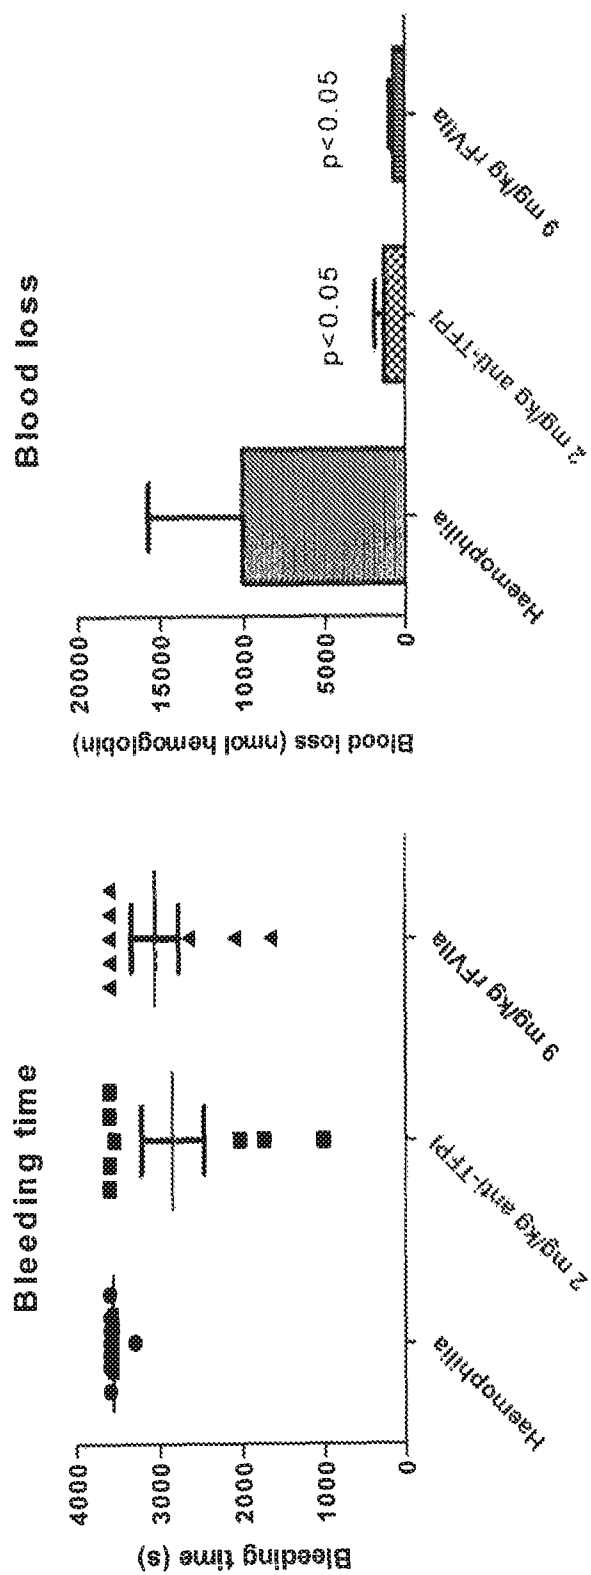 Bleeding time
Bleeding time (s)
4000
3000
2000
1000
0
Haemophilia
2 mg/kg anti-TFPI
9 mg/kg rFVIIa
Blood loss
Blood loss (nmol hemoglobin)
20000
15000
10000
5000
0
p<0.05
p<0.05
Haemophilia
2 mg/kg anti-TFPI
9 mg/kg rFVIIa